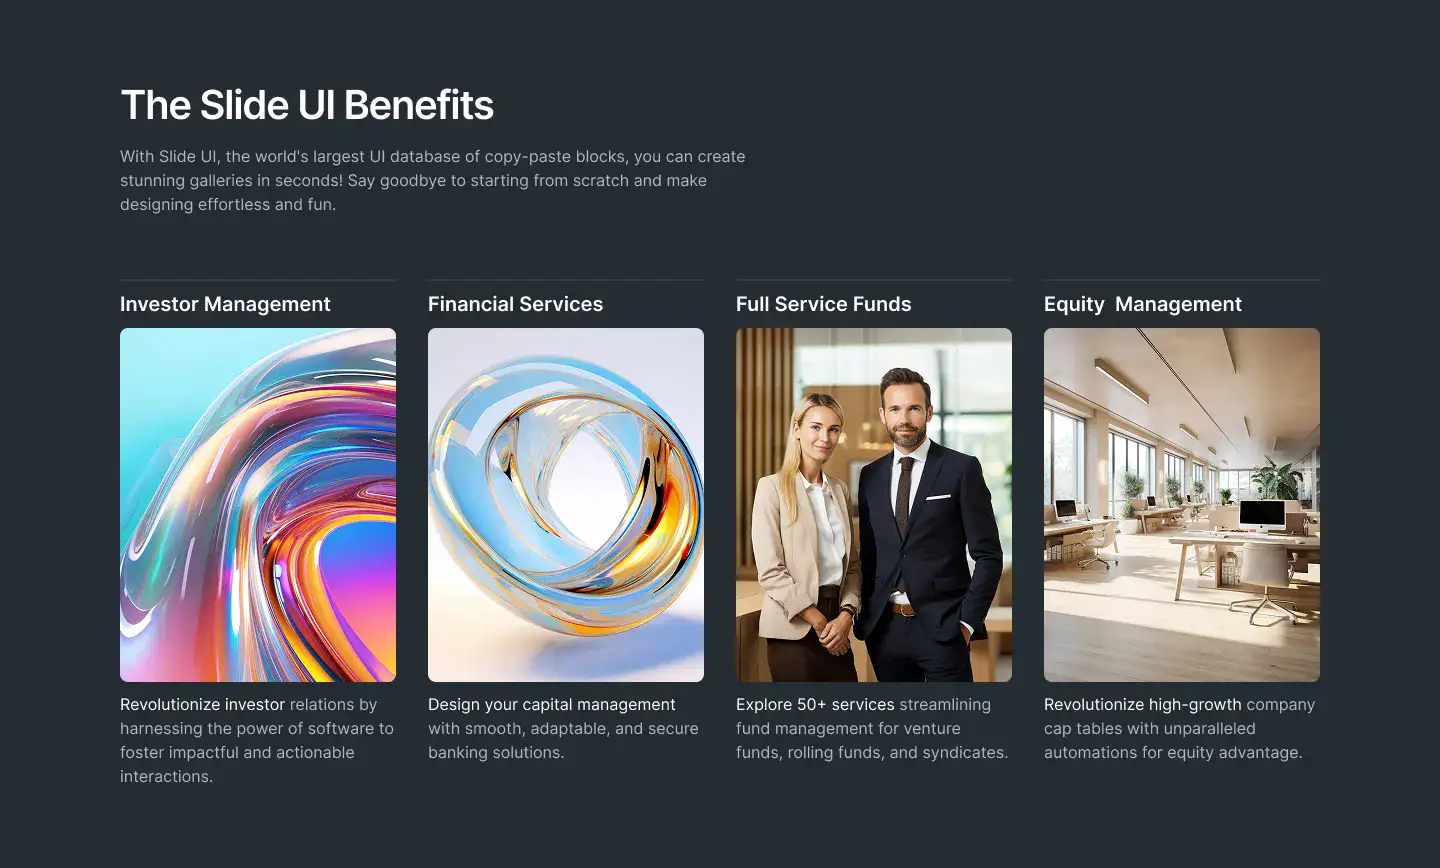 The Slide UI Benefits
With Slide UI, the world's largest UI database of copy-paste blocks, you can create
stunning galleries in seconds! Say goodbye to starting from scratch and make
designing effortless and fun.
Investor Management
Revolutionize investor relations by
harnessing the power of software to
foster impactful and actionable
interactions.
Financial Services
Design your capital management
with smooth, adaptable, and secure
banking solutions.
Full Service Funds
Explore 50+ services streamlining
fund management for venture
funds, rolling funds, and syndicates.
Equity  Management
Revolutionize high-growth company
cap tables with unparalleled
automations for equity advantage.